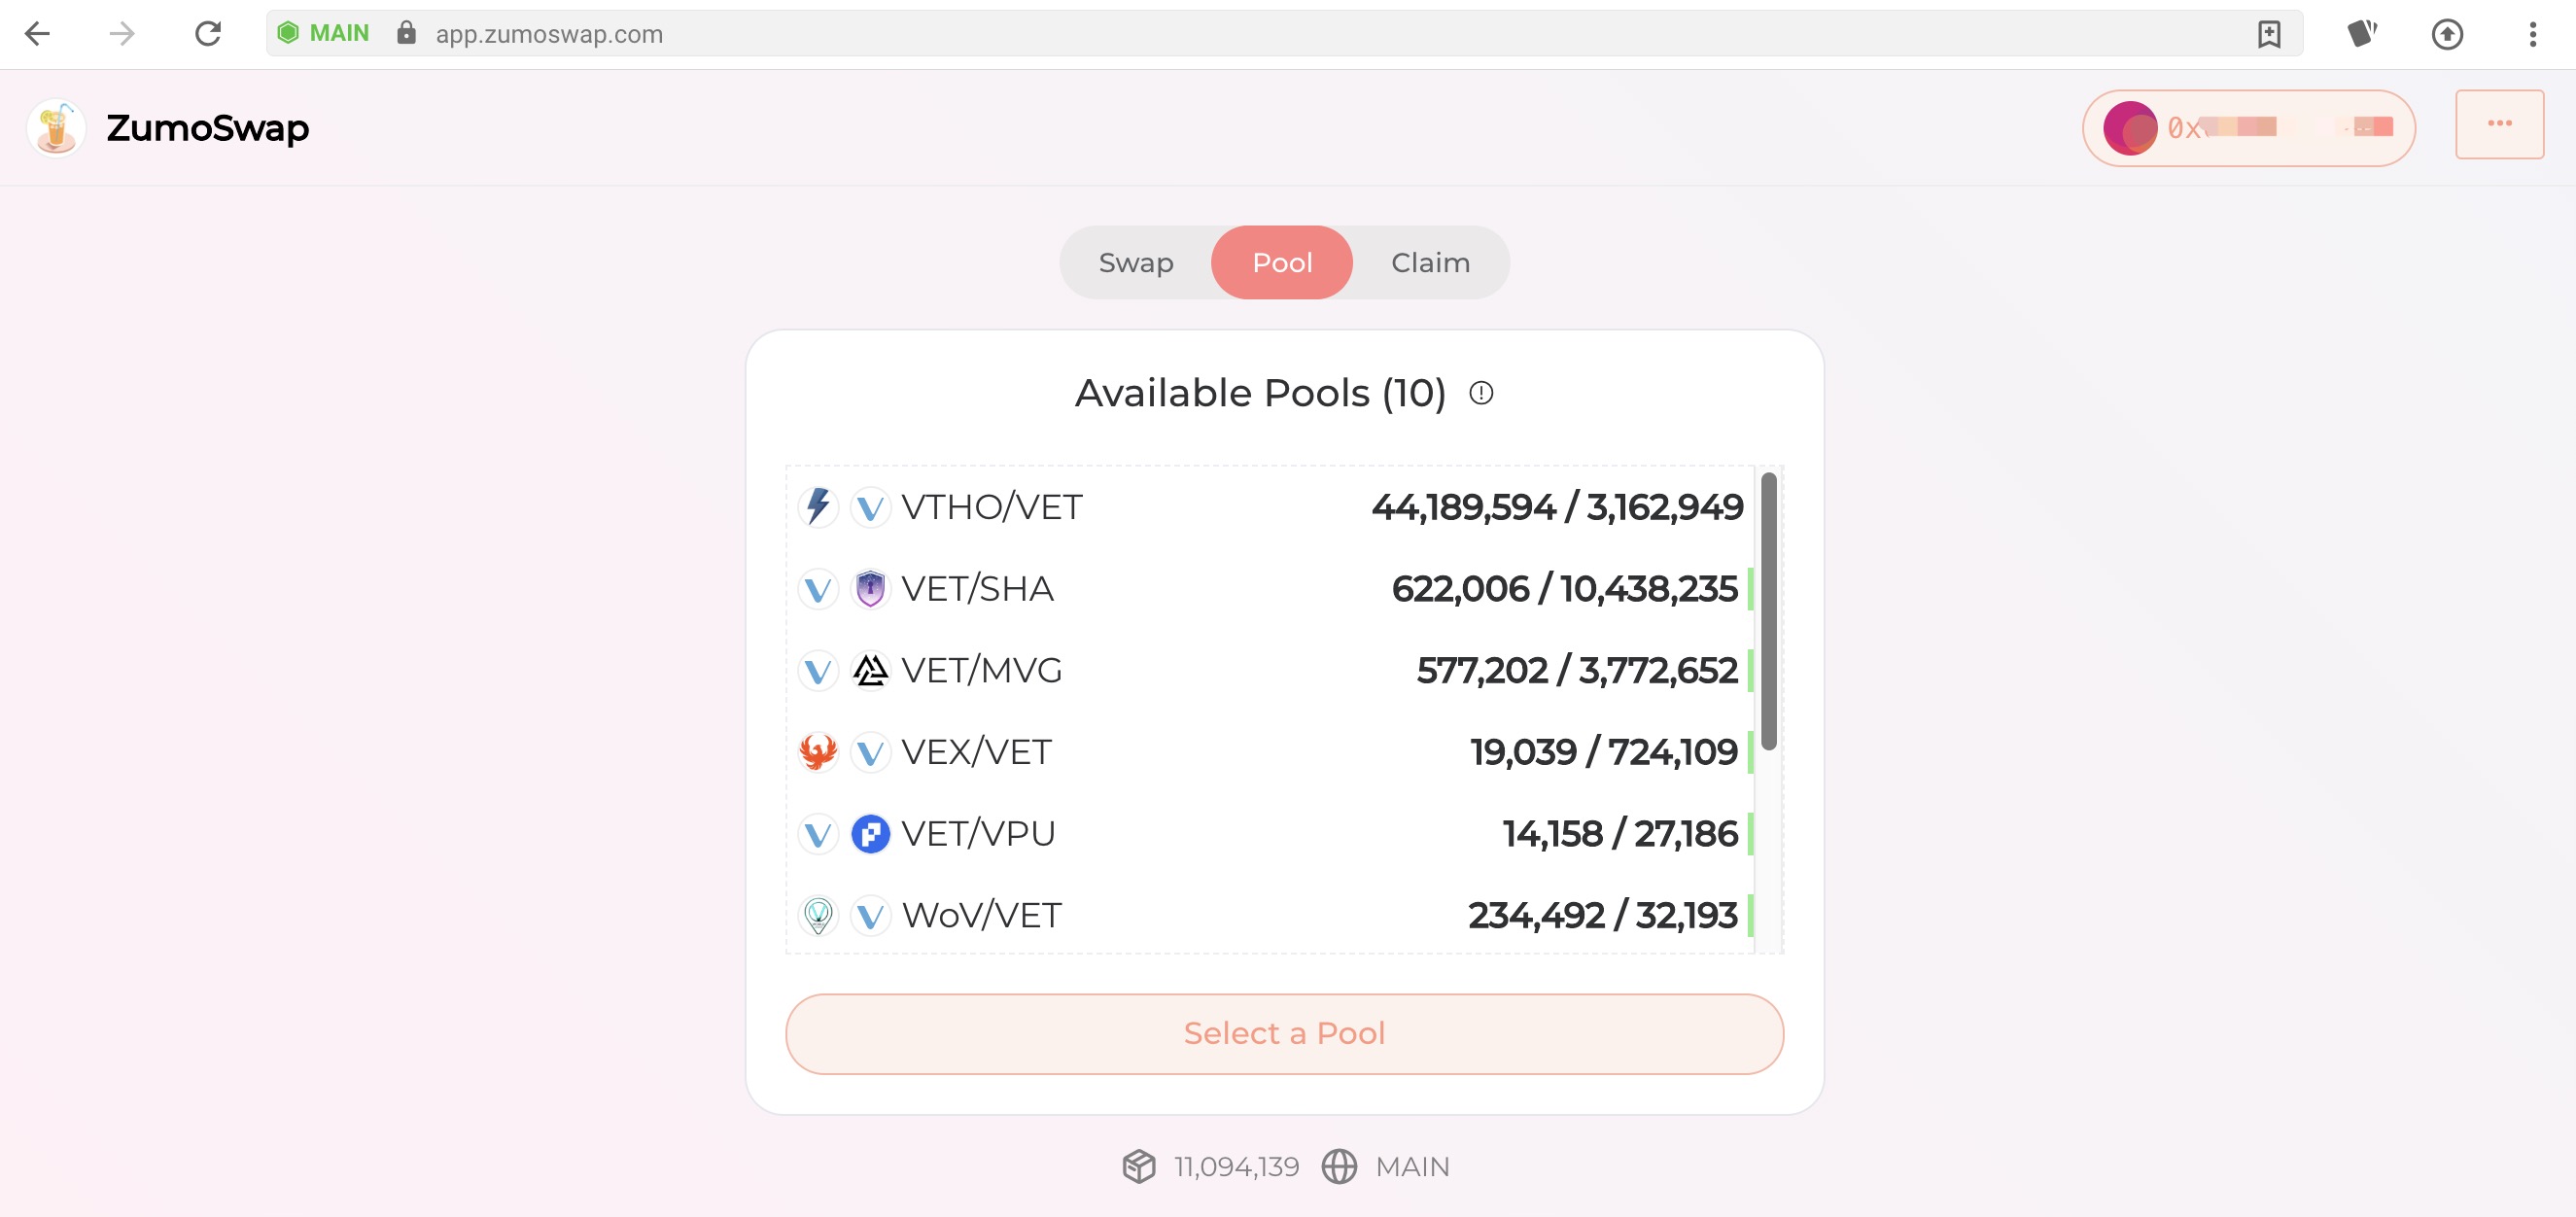 MAIN app.zumoswap.com
ZumoSwap
0x
Swap Pool Claim
Available Pools (10)
VTHO/VET 44,189,594 / 3,162,949
VET/SHA 622,006 / 10,438,235
VET/MVG 577,202 / 3,772,652
VEX/VET 19,039 / 724,109
VET/VPU 14,158 / 27,186
WoV/VET 234,492 / 32,193
Select a Pool
11,094,139 MAIN